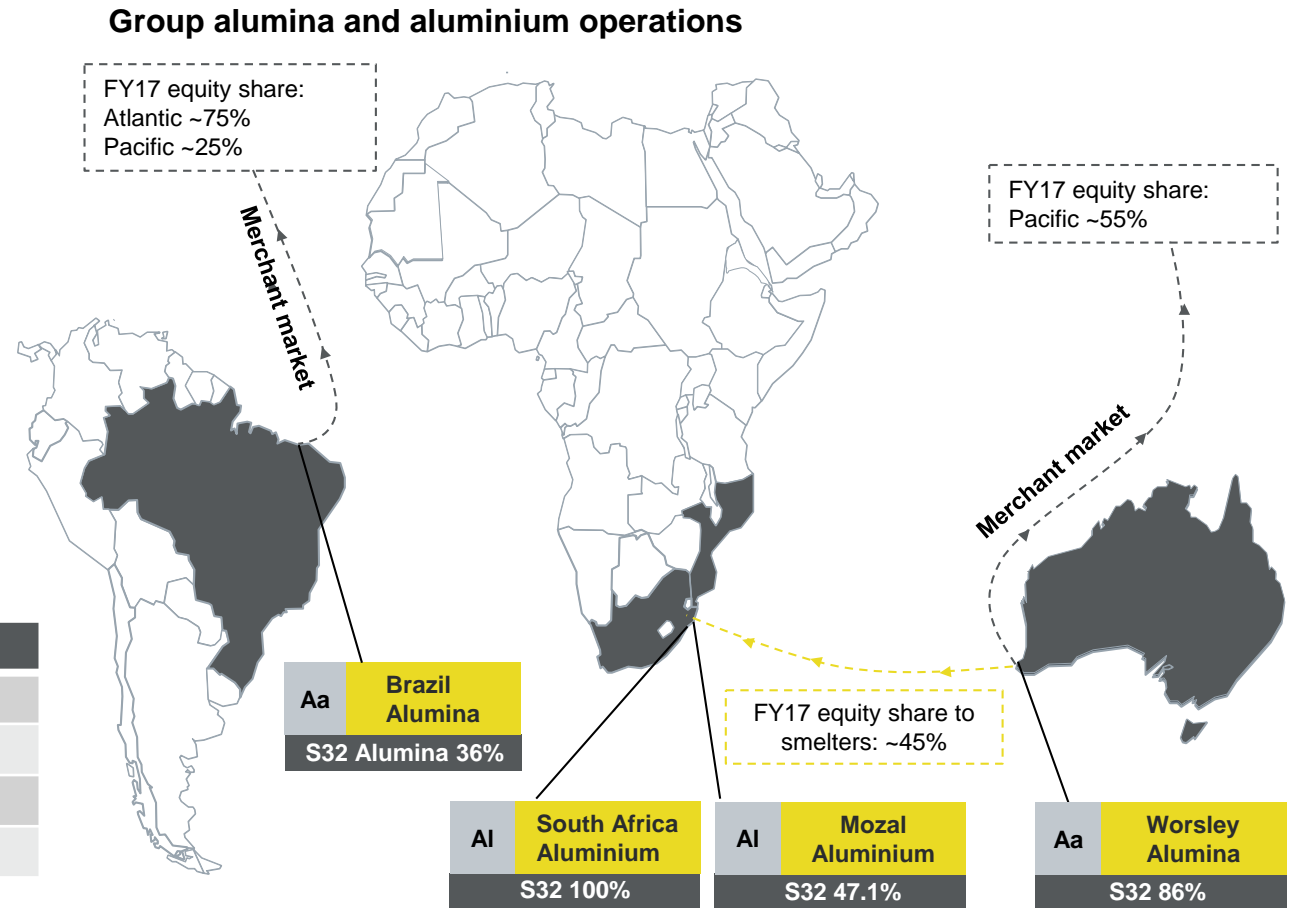 Group alumina and aluminium operations
FY17 equity share:
Atlantic ~75%
Pacific ~25%
Merchant market
FY17 equity share:
Pacific ~55%
Merchant market
Aa
Brazil
Alumina
S32 Alumina 36%
FY17 equity share to
smelters: ~45%
Al
South Africa
Aluminium
S32 100%
Al
Mozal
Aluminium
S32 47.1%
Aa
Worsley
Alumina
S32 86%